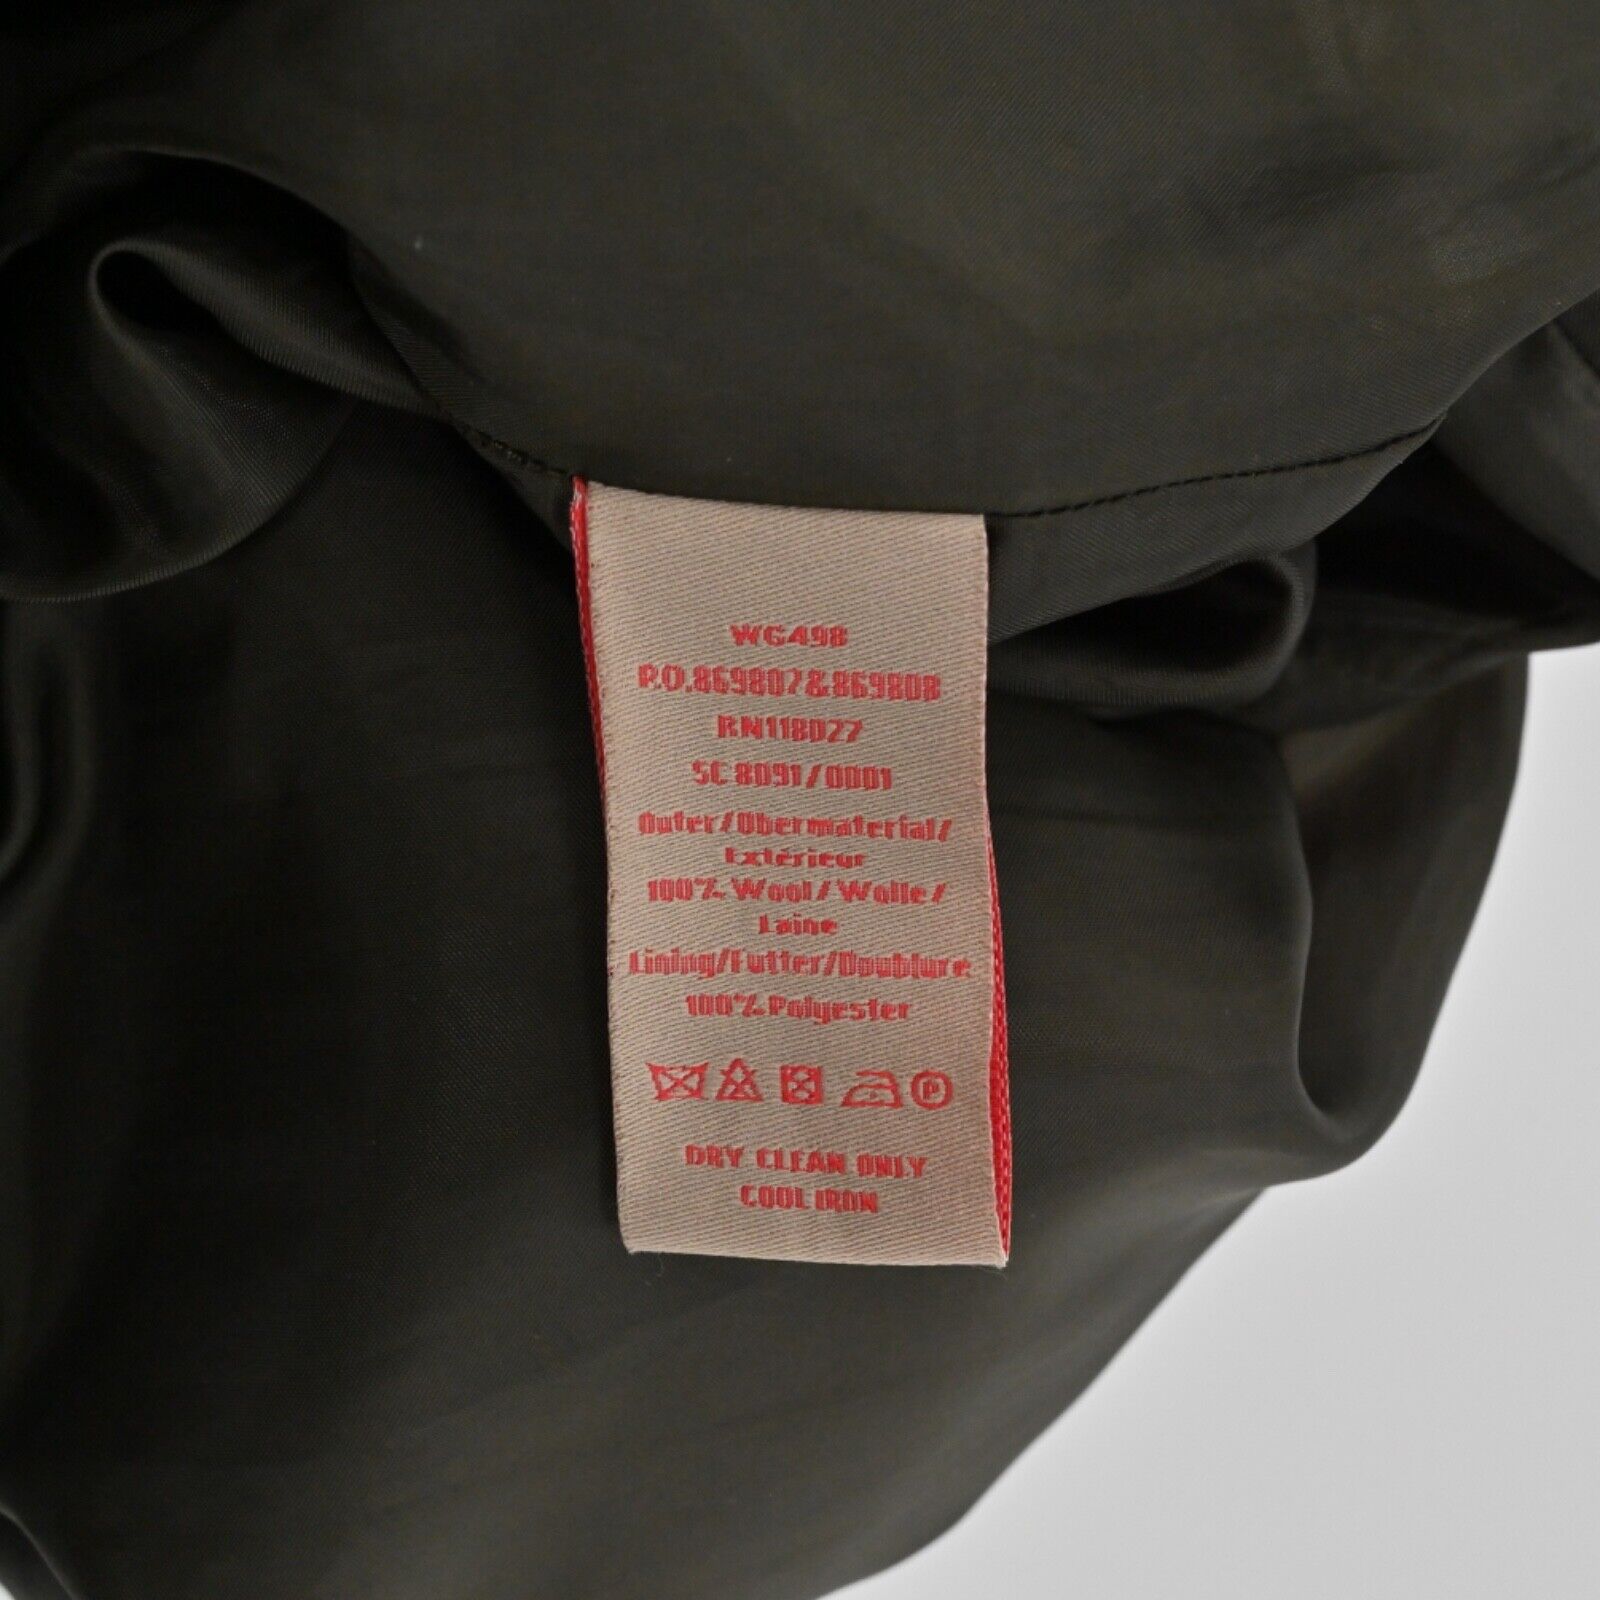 WG498
P.O.869807&869808
RN118027
SC 8091/0001
Outer/Obermaterial/
Extérieur
100% Wool/Wolle/
Laine
Lining/Futter/Doublure
100% Polyester
P
DRY CLEAN ONLY
COOL IRON